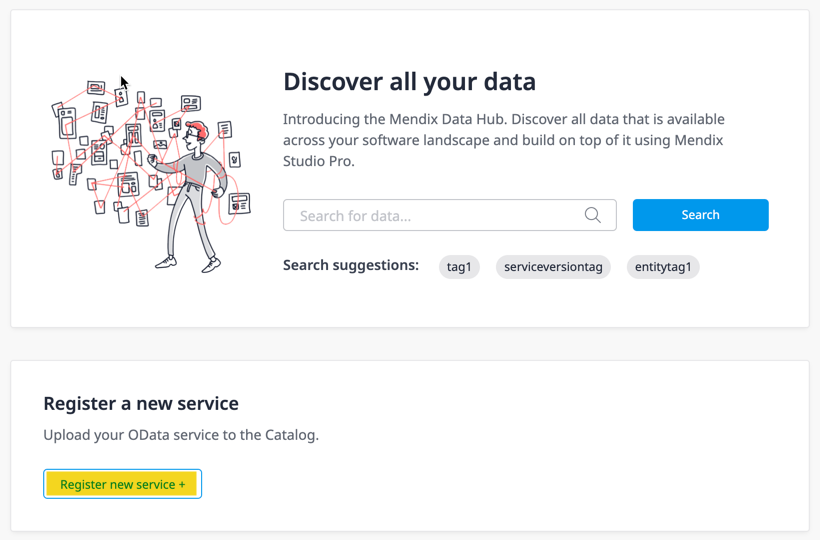 Discover all your data
Introducing the Mendix Data Hub. Discover all data that is available
across your software landscape and build on top of it using Mendix
Studio Pro.
Search for data...
Search
Search suggestions: tag1 serviceversiontag entitytag1
Register a new service
Upload your OData service to the Catalog.
Register new service +